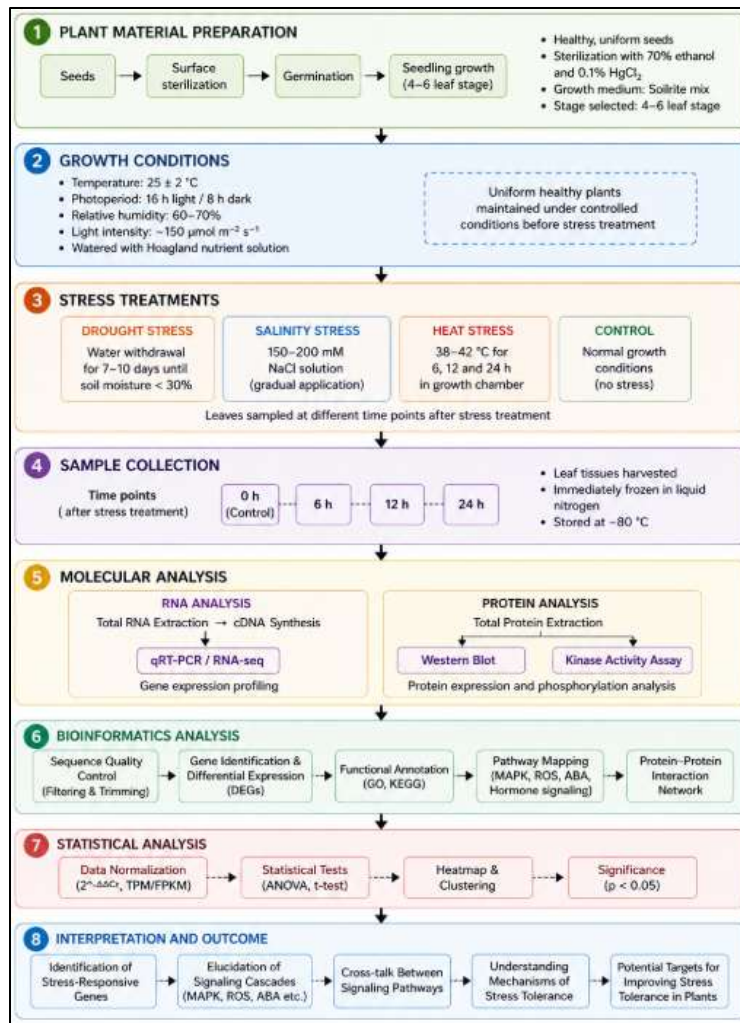 1 PLANT MATERIAL PREPARATION
Seeds
Surface
sterilization
Germination
Seedling growth
(4–6 leaf stage)
• Healthy, uniform seeds
• Sterilization with 70% ethanol
and 0.1% HgCl₂
• Growth medium: Soilrite mix
• Stage selected: 4–6 leaf stage
2 GROWTH CONDITIONS
• Temperature: 25 ± 2 °C
• Photoperiod: 16 h light / 8 h dark
• Relative humidity: 60–70%
• Light intensity: ~150 µmol m⁻² s⁻¹
• Watered with Hoagland nutrient solution
Uniform healthy plants
maintained under controlled
conditions before stress treatment
3 STRESS TREATMENTS
DROUGHT STRESS
Water withdrawal
for 7–10 days until
soil moisture < 30%
SALINITY STRESS
150–200 mM
NaCl solution
(gradual application)
HEAT STRESS
38–42 °C for
6, 12 and 24 h
in growth chamber
CONTROL
Normal growth
conditions
(no stress)
Leaves sampled at different time points after stress treatment
4 SAMPLE COLLECTION
Time points
( after stress treatment)
0 h
(Control)
6 h
12 h
24 h
• Leaf tissues harvested
• Immediately frozen in liquid
nitrogen
• Stored at −80 °C
5 MOLECULAR ANALYSIS
RNA ANALYSIS
Total RNA Extraction → cDNA Synthesis
qRT-PCR / RNA-seq
Gene expression profiling
PROTEIN ANALYSIS
Total Protein Extraction
Western Blot
Kinase Activity Assay
Protein expression and phosphorylation analysis
6 BIOINFORMATICS ANALYSIS
Sequence Quality
Control
(Filtering & Trimming)
Gene Identification &
Differential Expression
(DEGs)
Functional Annotation
(GO, KEGG)
Pathway Mapping
(MAPK, ROS, ABA,
Hormone signaling)
Protein–Protein
Interaction
Network
7 STATISTICAL ANALYSIS
Data Normalization
(2^-ΔΔCt, TPM/FPKM)
Statistical Tests
(ANOVA, t-test)
Heatmap &
Clustering
Significance
(p < 0.05)
8 INTERPRETATION AND OUTCOME
Identification of
Stress-Responsive
Genes
Elucidation of
Signaling Cascades
(MAPK, ROS, ABA etc.)
Cross-talk Between
Signaling Pathways
Understanding
Mechanisms of
Stress Tolerance
Potential Targets for
Improving Stress
Tolerance in Plants